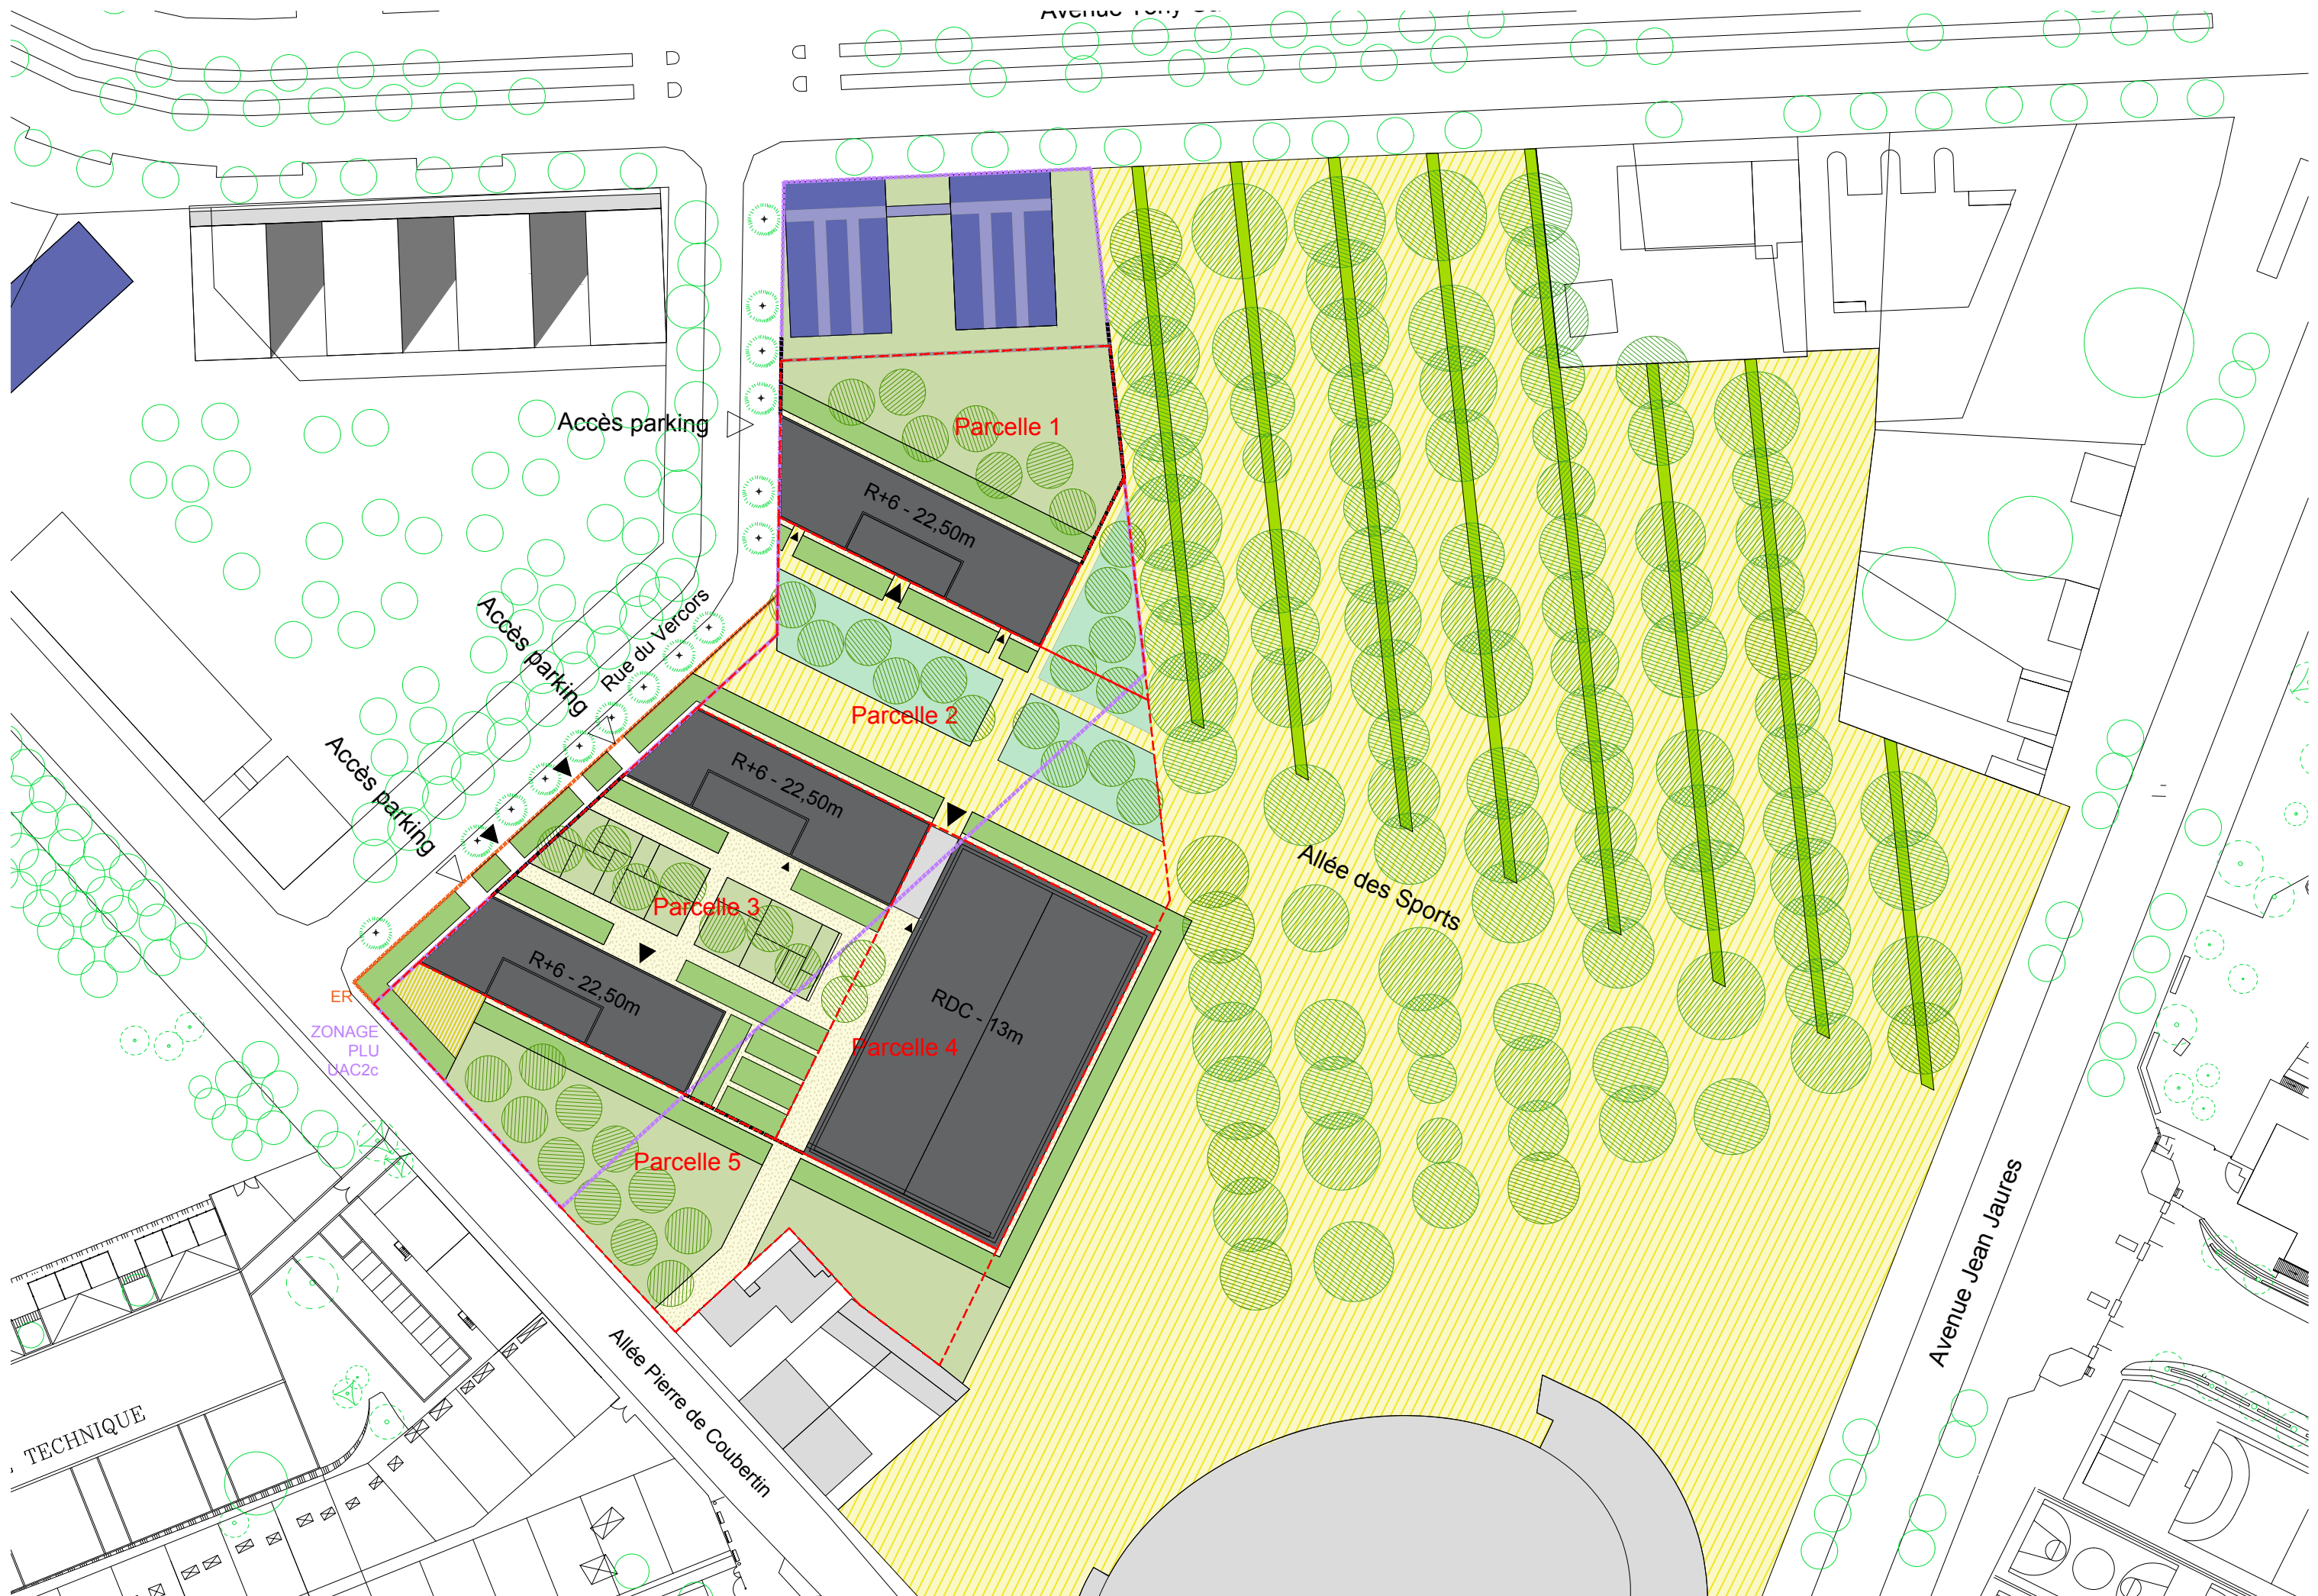 Avenue Tony
Accès parking
Parcelle 1
R+6 - 22,50m
Accès parking
Rue du Vercors
Accès parking
Parcelle 2
R+6 - 22,50m
Allée des Sports
Parcelle 3
R+6 - 22,50m
ER
ZONAGE
PLU
UAC2c
RDC - 13m
Parcelle 4
Parcelle 5
Avenue Jean Jaures
Allée Pierre de Coubertin
TECHNIQUE